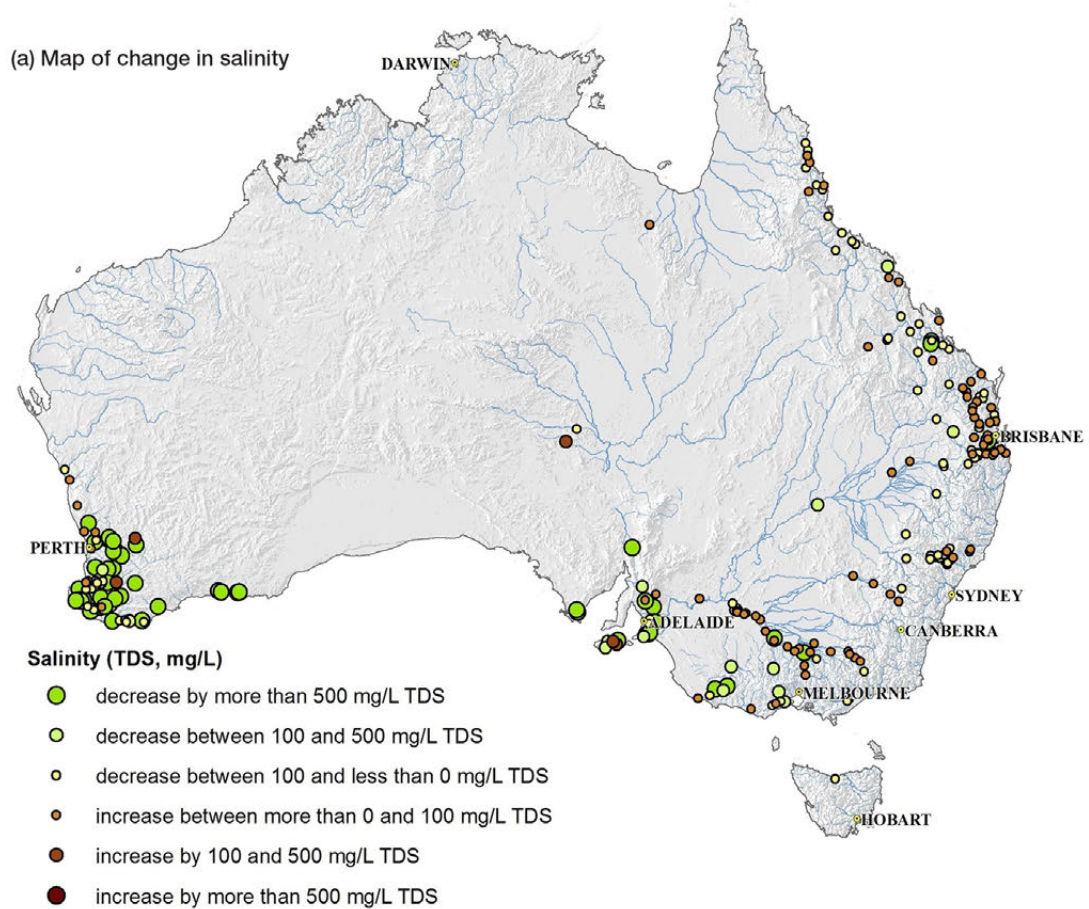 (a) Map of change in salinity
DARWIN
BRISBANE
PERTH
SYDNEY
ADELAIDE
CANBERRA
MELBOURNE
HOBART
Salinity (TDS, mg/L)
decrease by more than 500 mg/L TDS
decrease between 100 and 500 mg/L TDS
decrease between 100 and less than 0 mg/L TDS
increase between more than 0 and 100 mg/L TDS
increase by 100 and 500 mg/L TDS
increase by more than 500 mg/L TDS